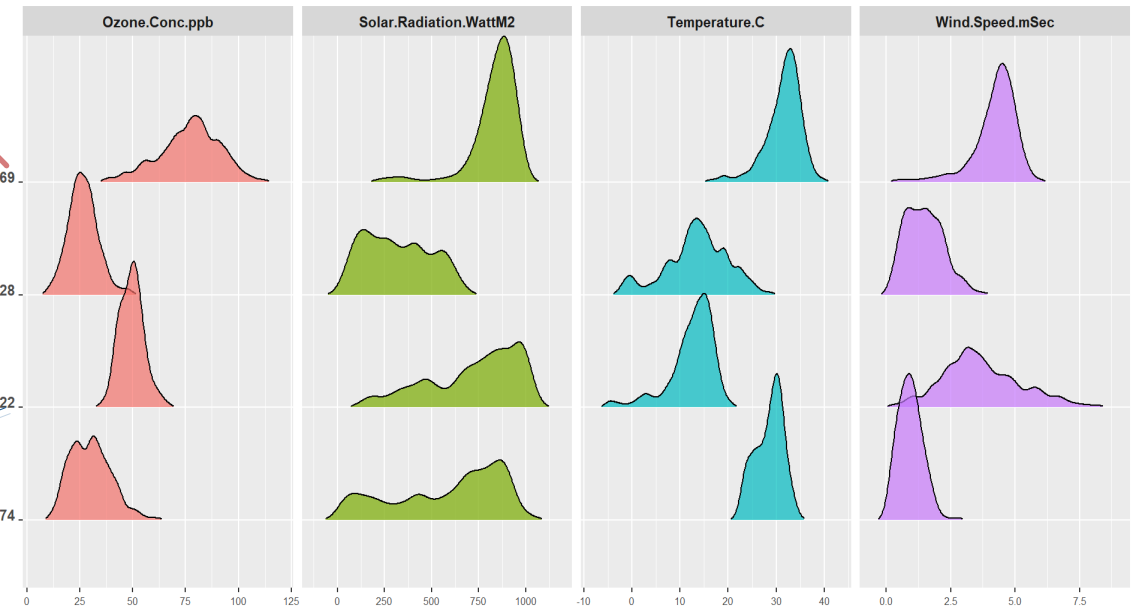 Ozone.Conc.ppb Solar.Radiation.WattM2 Temperature.C Wind.Speed.mSec
69
28
22
74
0 25 50 75 100 125 0 250 500 750 1000 -10 0 10 20 30 40 0.0 2.5 5.0 7.5